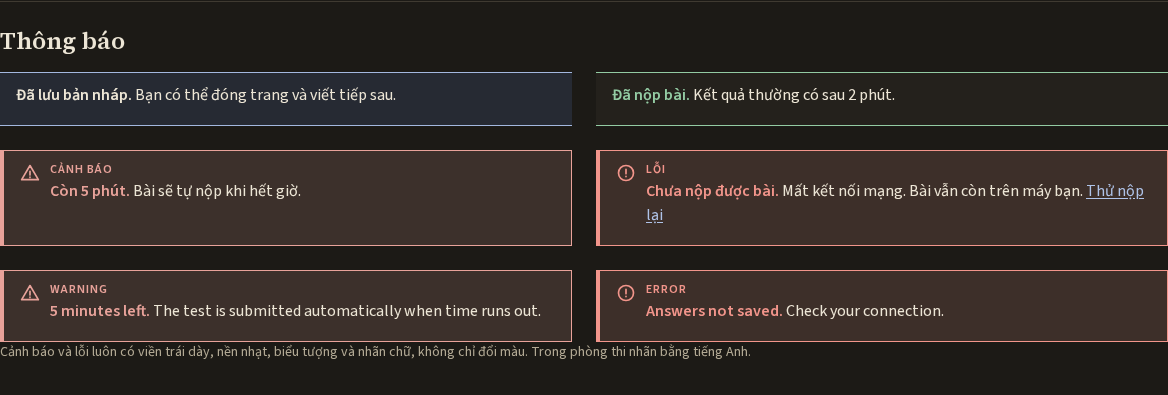 Thông báo
Đã lưu bản nháp. Bạn có thể đóng trang và viết tiếp sau.
Đã nộp bài. Kết quả thường có sau 2 phút.
CẢNH BÁO
Còn 5 phút. Bài sẽ tự nộp khi hết giờ.
LỖI
Chưa nộp được bài. Mất kết nối mạng. Bài vẫn còn trên máy bạn. Thử nộp
lại
WARNING
5 minutes left. The test is submitted automatically when time runs out.
ERROR
Answers not saved. Check your connection.
Cảnh báo và lỗi luôn có viền trái dày, nền nhạt, biểu tượng và nhãn chữ, không chỉ đổi màu. Trong phòng thi nhãn bằng tiếng Anh.